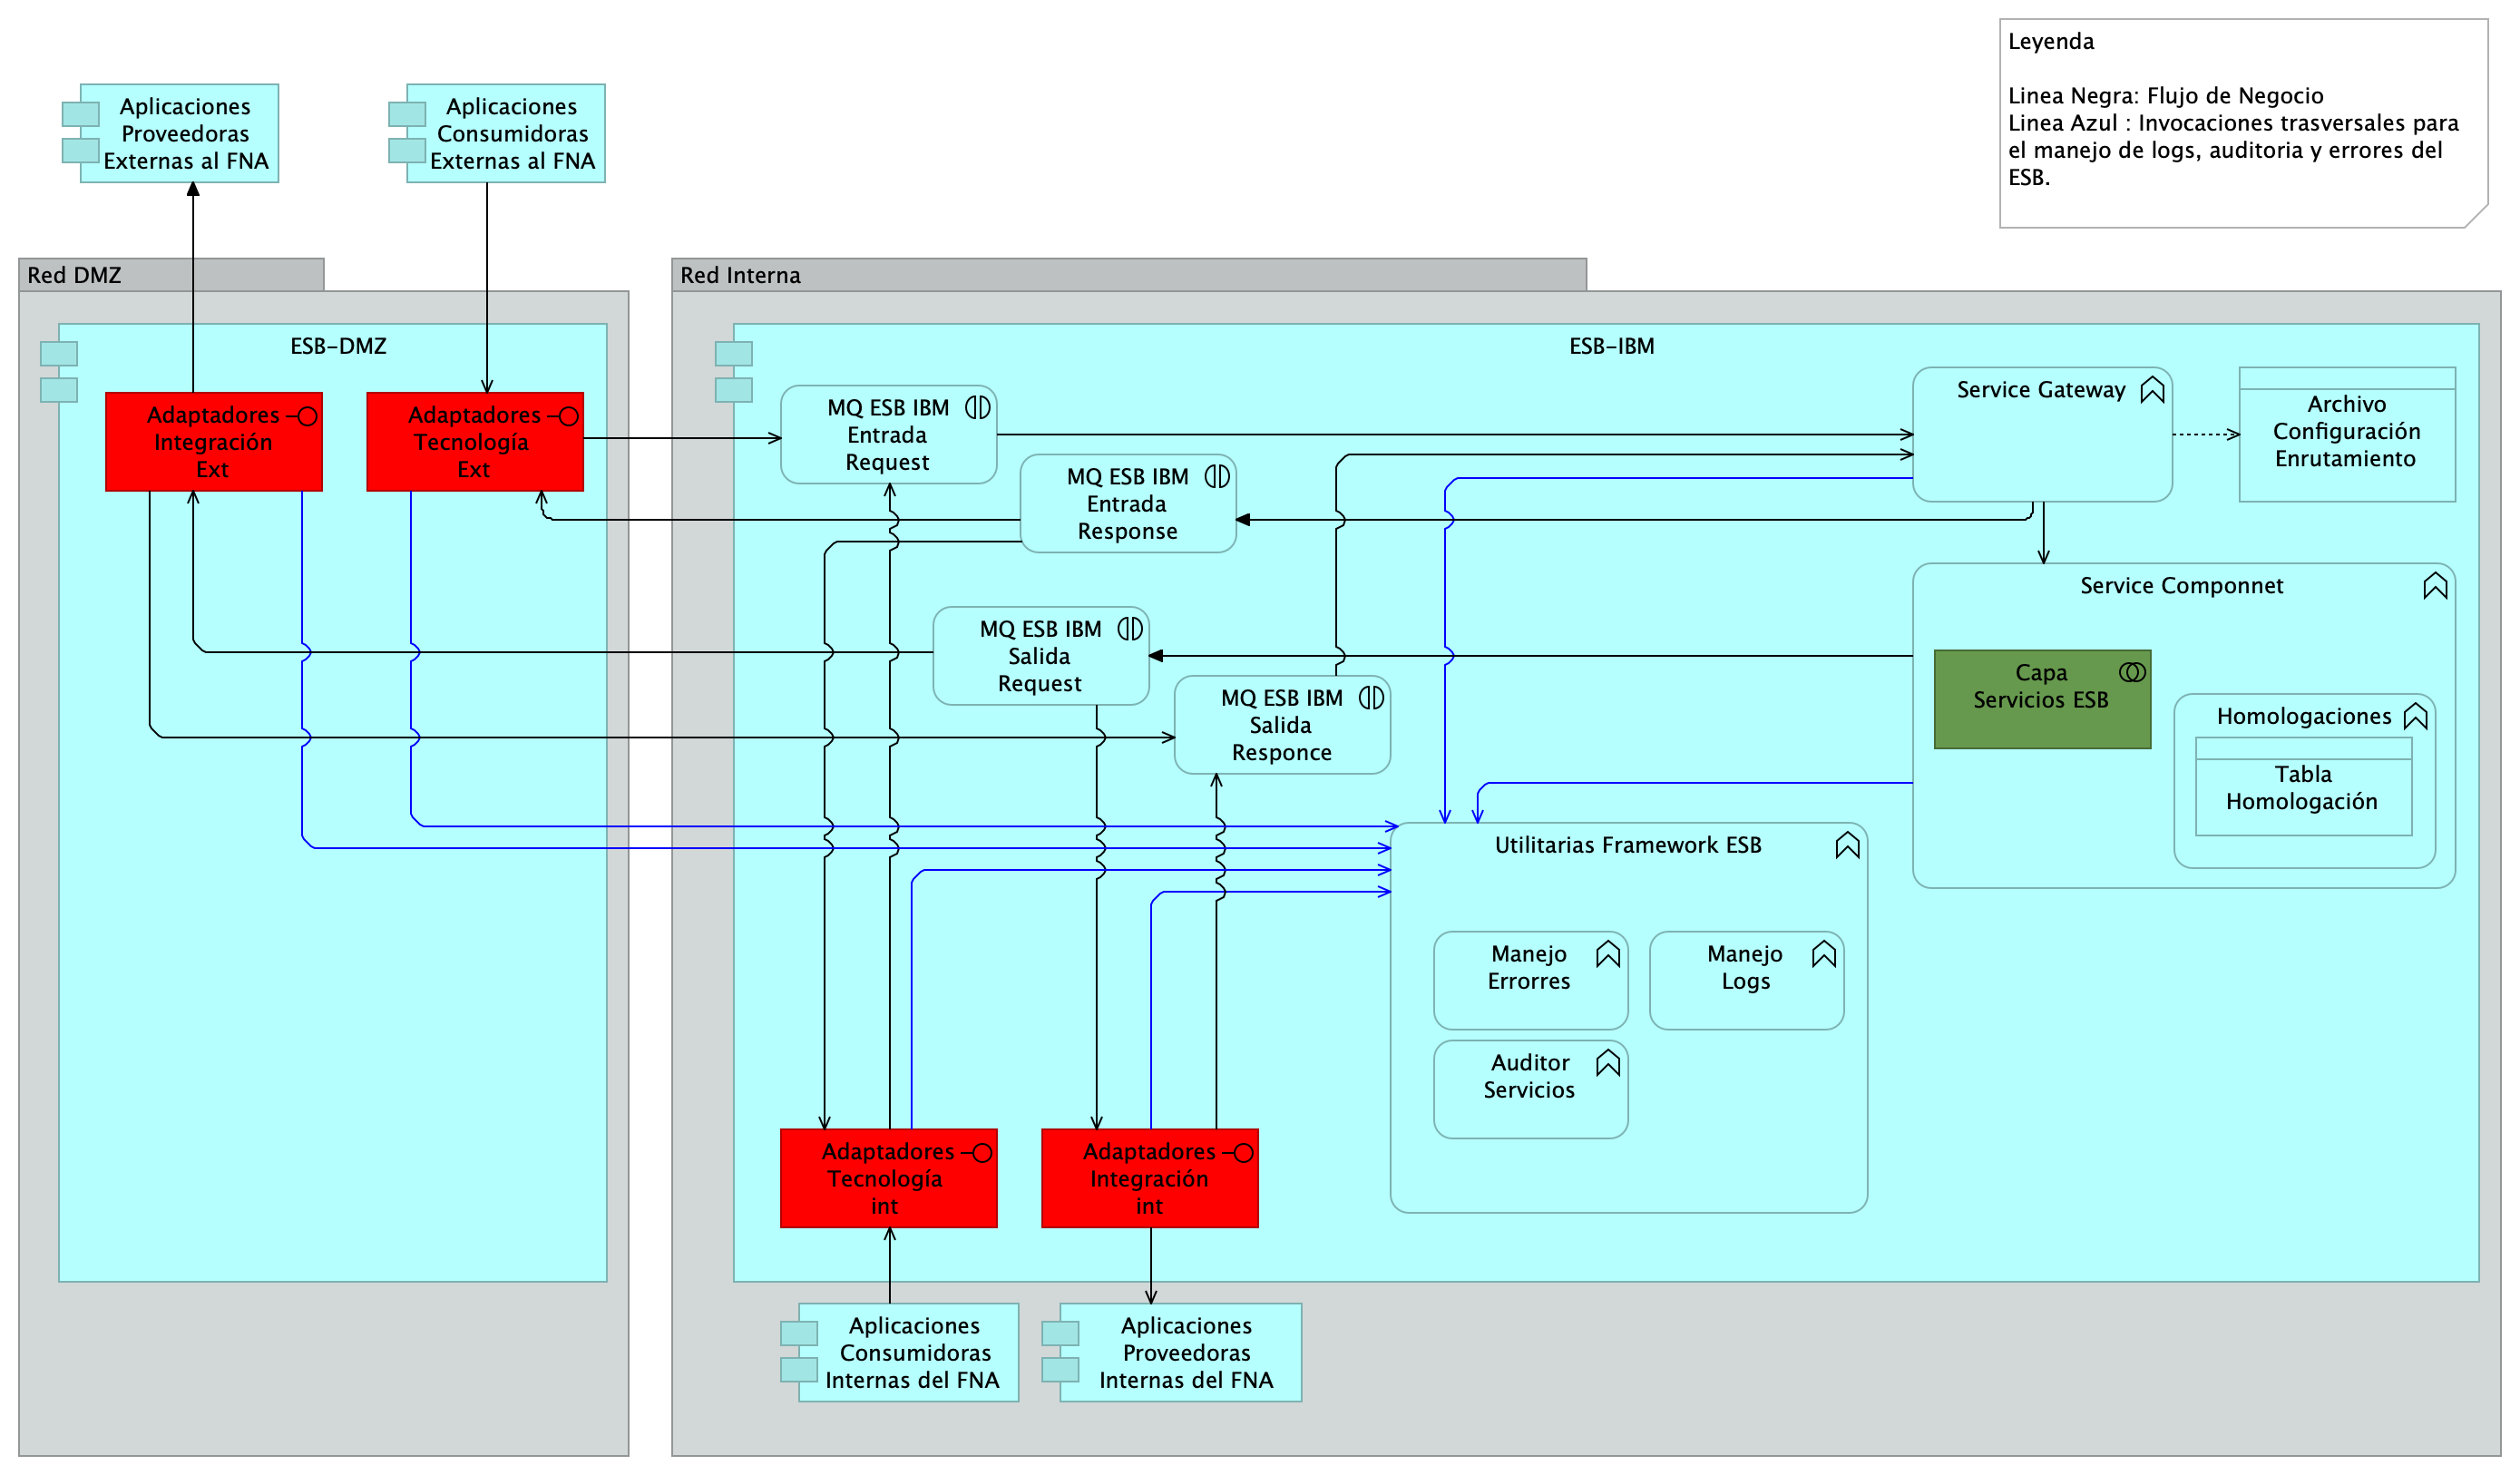 Leyenda
Linea Negra: Flujo de Negocio
Linea Azul : Invocaciones trasversales para
el manejo de logs, auditoria y errores del
ESB.
Aplicaciones
Proveedoras
Externas al FNA
Aplicaciones
Consumidoras
Externas al FNA
Red DMZ
ESB-DMZ
Adaptadores
Integración
Ext
Adaptadores
Tecnología
Ext
Red Interna
ESB-IBM
MQ ESB IBM
Entrada
Request
MQ ESB IBM
Entrada
Response
Service Gateway
Archivo
Configuración
Enrutamiento
MQ ESB IBM
Salida
Request
MQ ESB IBM
Salida
Responce
Service Componnet
Capa
Servicios ESB
Homologaciones
Tabla
Homologación
Utilitarias Framework ESB
Manejo
Errorres
Manejo
Logs
Auditor
Servicios
Adaptadores
Tecnología
int
Adaptadores
Integración
int
Aplicaciones
Consumidoras
Internas del FNA
Aplicaciones
Proveedoras
Internas del FNA